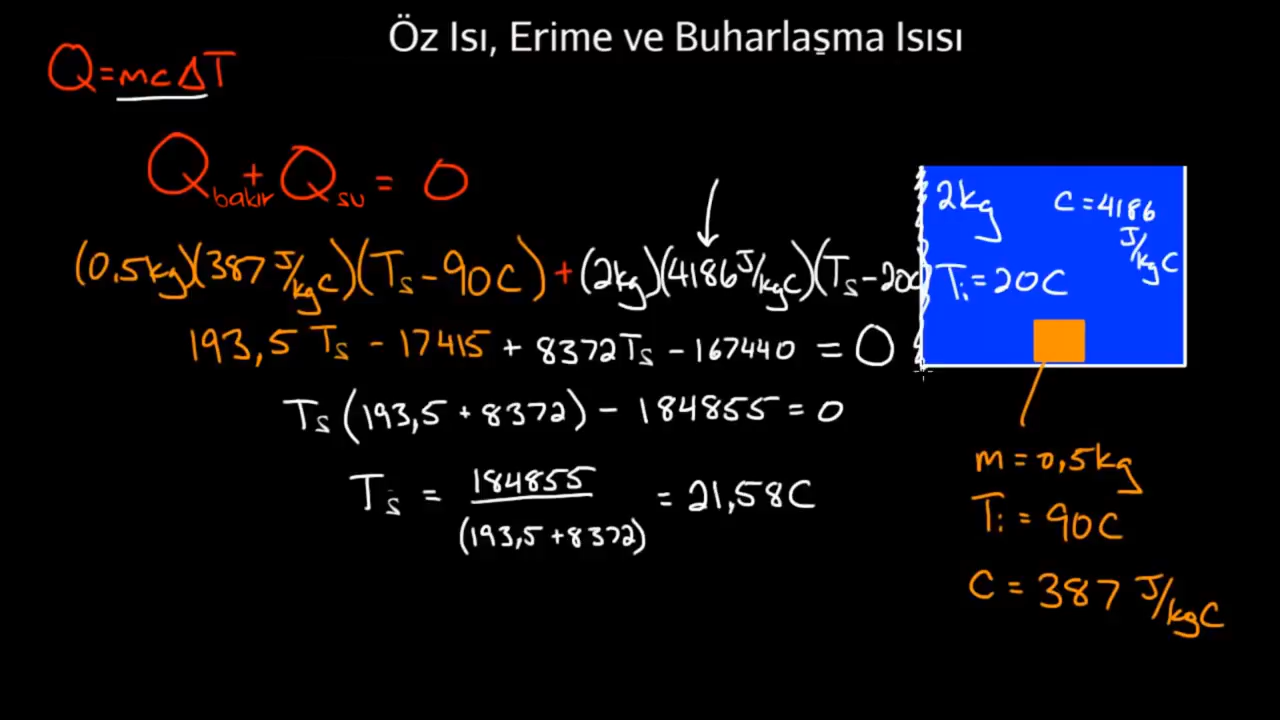 Öz Isı, Erime ve Buharlaşma Isısı
Q=mcΔT
Qbakır + Qsu = 0
(0,5kg)(387 J/kgC)(Ts - 90C) + (2kg)(4186 J/kgC)(Ts - 20C
193,5 Ts - 17415 + 8372Ts - 167440 = 0
Ts (193,5 + 8372) - 184855 = 0
Ts = 184855 / (193,5 + 8372) = 21,58C
2kg
C = 4186 J/kgC
Ti = 20C
m = 0,5kg
Ti = 90C
C = 387 J/kgC